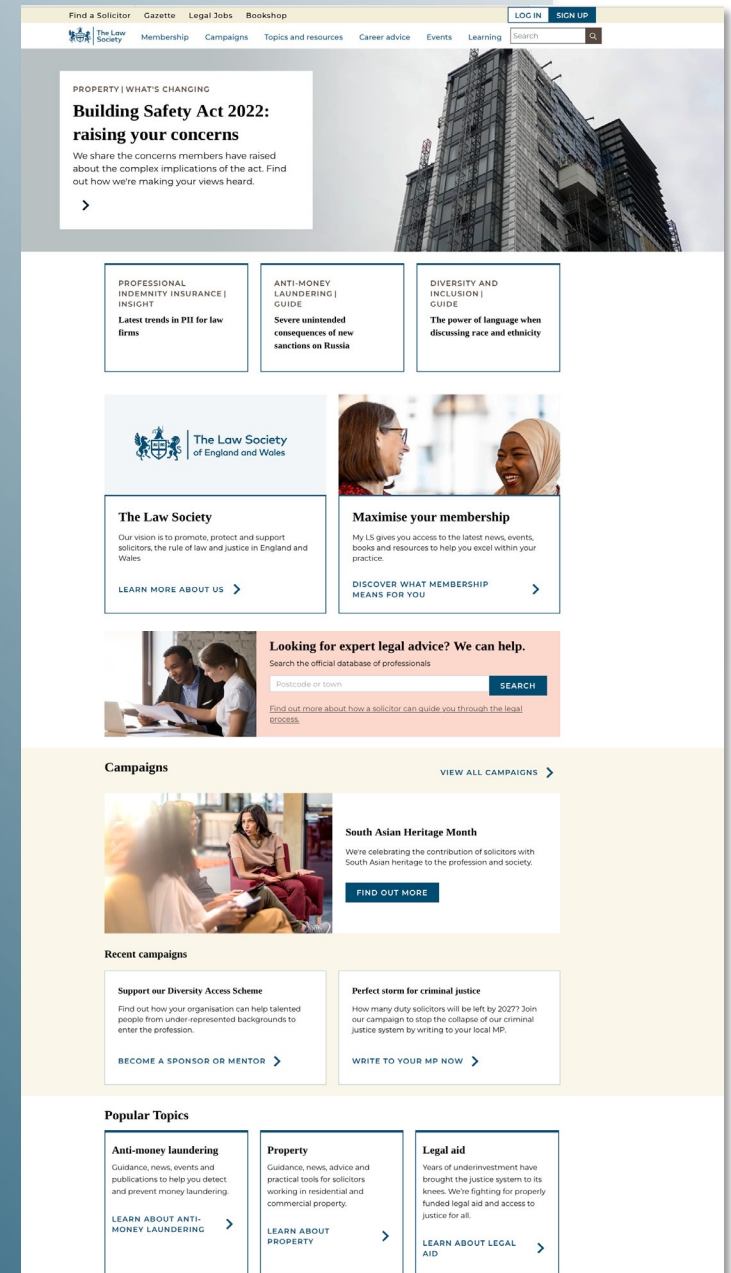 Find a Solicitor Gazette Legal Jobs Bookshop
LOG IN SIGN UP
The Law
Society
Membership Campaigns Topics and resources Career advice Events Learning Search
PROPERTY | WHAT'S CHANGING
Building Safety Act 2022:
raising your concerns
We share the concerns members have raised
about the complex implications of the act. Find
out how we're making your views heard.
PROFESSIONAL
INDEMNITY INSURANCE |
INSIGHT
Latest trends in PII for law
firms
ANTI-MONEY
LAUNDERING |
GUIDE
Severe unintended
consequences of new
sanctions on Russia
DIVERSITY AND
INCLUSION |
GUIDE
The power of language when
discussing race and ethnicity
The Law Society
of England and Wales
The Law Society
Our vision is to promote, protect and support
solicitors, the rule of law and justice in England and
Wales
LEARN MORE ABOUT US
Maximise your membership
My LS gives you access to the latest news, events,
books and resources to help you excel within your
practice.
DISCOVER WHAT MEMBERSHIP
MEANS FOR YOU
Looking for expert legal advice? We can help.
Search the official database of professionals
Postcode or town
SEARCH
Find out more about how a solicitor can guide you through the legal
process.
Campaigns
VIEW ALL CAMPAIGNS
South Asian Heritage Month
We're celebrating the contribution of solicitors with
South Asian heritage to the profession and society.
FIND OUT MORE
Recent campaigns
Support our Diversity Access Scheme
Find out how your organisation can help talented
people from under-represented backgrounds to
enter the profession.
BECOME A SPONSOR OR MENTOR
Perfect storm for criminal justice
How many duty solicitors will be left by 2027? Join
our campaign to stop the collapse of our criminal
justice system by writing to your local MP.
WRITE TO YOUR MP NOW
Popular Topics
Anti-money laundering
Guidance, news, events and
publications to help you detect
and prevent money laundering.
LEARN ABOUT ANTI-
MONEY LAUNDERING
Property
Guidance, news, advice and
practical tools for solicitors
working in residential and
commercial property.
LEARN ABOUT
PROPERTY
Legal aid
Years of underinvestment have
brought the justice system to its
knees. We're fighting for properly
funded legal aid and access to
justice for all.
LEARN ABOUT LEGAL
AID